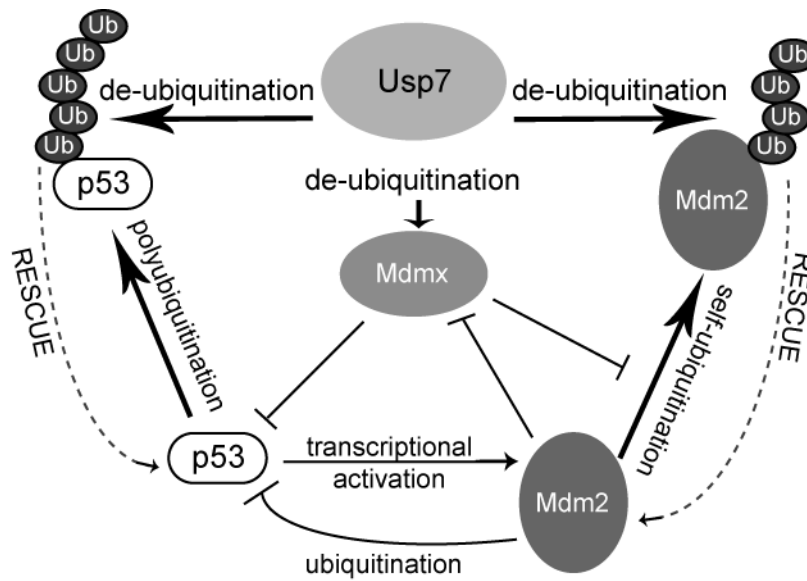 Ub
Ub
Ub
Ub
Ub
de-ubiquitination
Usp7
de-ubiquitination
Ub
Ub
Ub
Ub
p53
de-ubiquitination
Mdm2
RESCUE
polyubiquitination
Mdmx
self-ubiquitination
RESCUE
p53
transcriptional
activation
Mdm2
ubiquitination